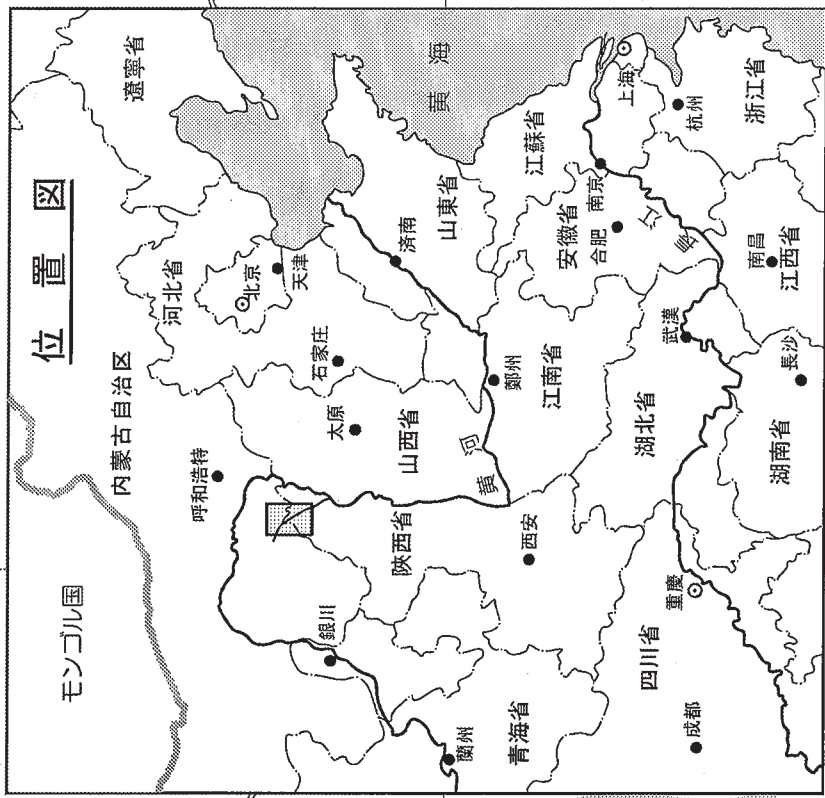 位置図
モンゴル国
内蒙古自治区
呼和浩特
遼寧省
河北省
北京
天津
石家庄
太原
山西省
済南
山東省
黄海
黄河
陝西省
西安
銀川
蘭州
青海省
鄭州
江南省
江蘇省
安徽省
合肥
南京
上海
杭州
浙江省
長江
武漢
湖北省
南昌
江西省
長沙
湖南省
重慶
四川省
成都